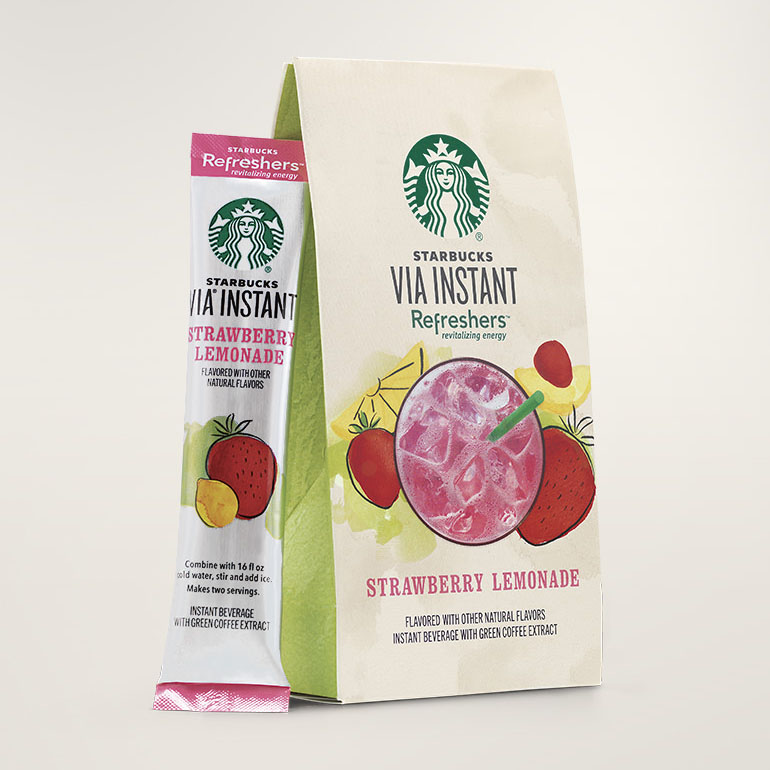 STARBUCKS
Refreshers™
revitalizing energy
®
STARBUCKS
VIA® INSTANT
STRAWBERRY
LEMONADE
FLAVORED WITH OTHER
NATURAL FLAVORS
Combine with 16 fl oz
cold water, stir and add ice.
Makes two servings.
INSTANT BEVERAGE
WITH GREEN COFFEE EXTRACT
®
STARBUCKS
VIA INSTANT
Refreshers™
revitalizing energy
STRAWBERRY LEMONADE
FLAVORED WITH OTHER NATURAL FLAVORS
INSTANT BEVERAGE WITH GREEN COFFEE EXTRACT